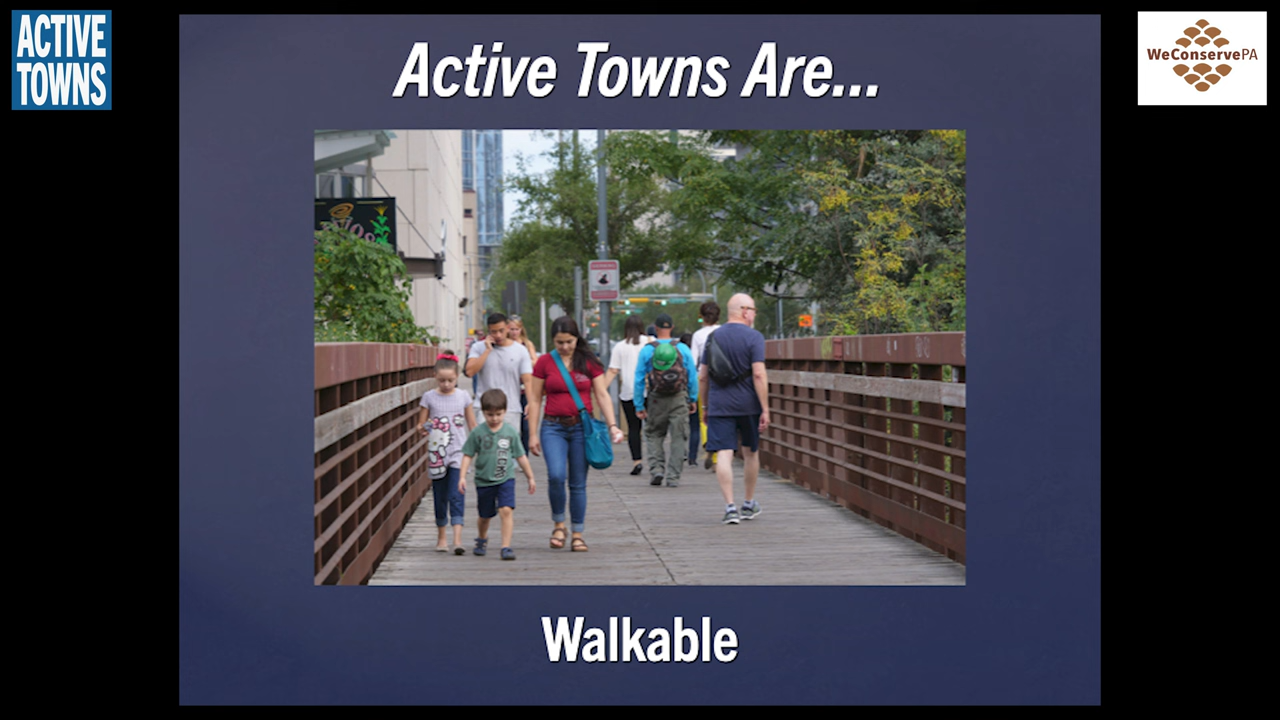 ACTIVE
TOWNS
WeConservePA
Active Towns Are...
Walkable